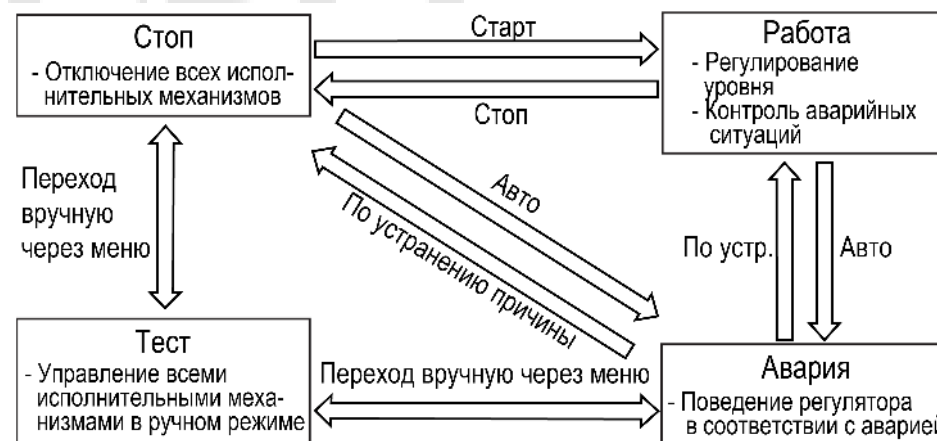 Стоп
- Отключение всех испол-
нительных механизмов
Старт
Стоп
Работа
- Регулирование
уровня
- Контроль аварийных
ситуаций
Переход
вручную
через меню
Авто
По устранению причины
По устр.
Авто
Тест
- Управление всеми
исполнительными меха-
низмами в ручном режиме
Переход вручную через меню
Авария
- Поведение регулятора
в соответствии с аварией